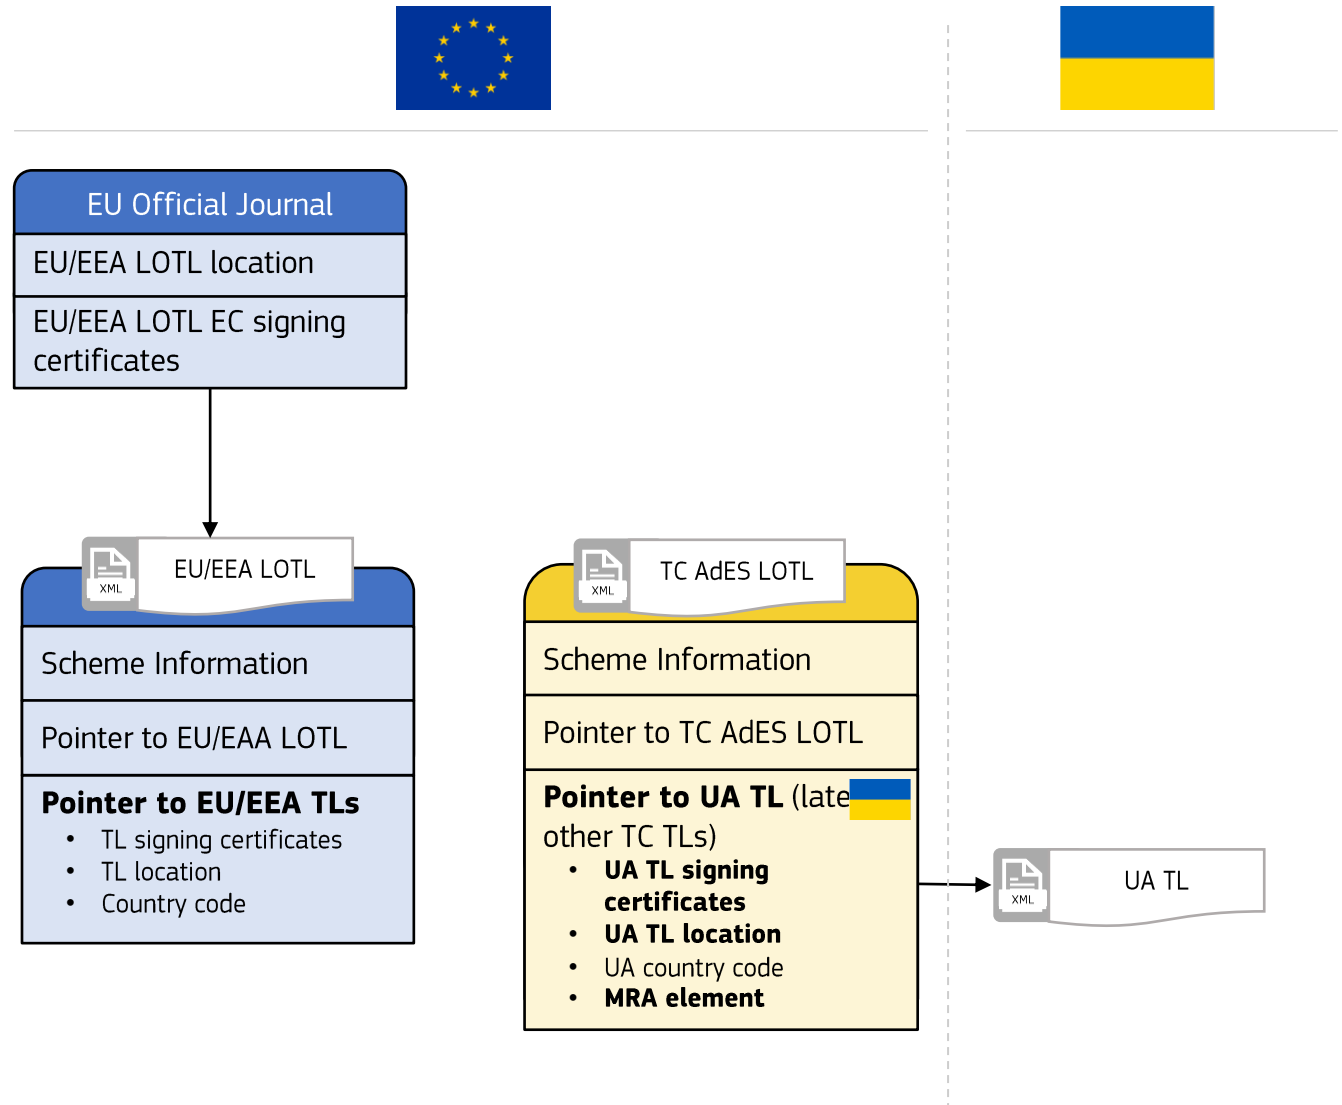 EU Official Journal
EU/EEA LOTL location
EU/EEA LOTL EC signing
certificates
XML
EU/EEA LOTL
Scheme Information
Pointer to EU/EAA LOTL
Pointer to EU/EEA TLs
• TL signing certificates
• TL location
• Country code
XML
TC AdES LOTL
Scheme Information
Pointer to TC AdES LOTL
Pointer to UA TL (late
other TC TLs)
• UA TL signing
certificates
• UA TL location
• UA country code
• MRA element
XML
UA TL